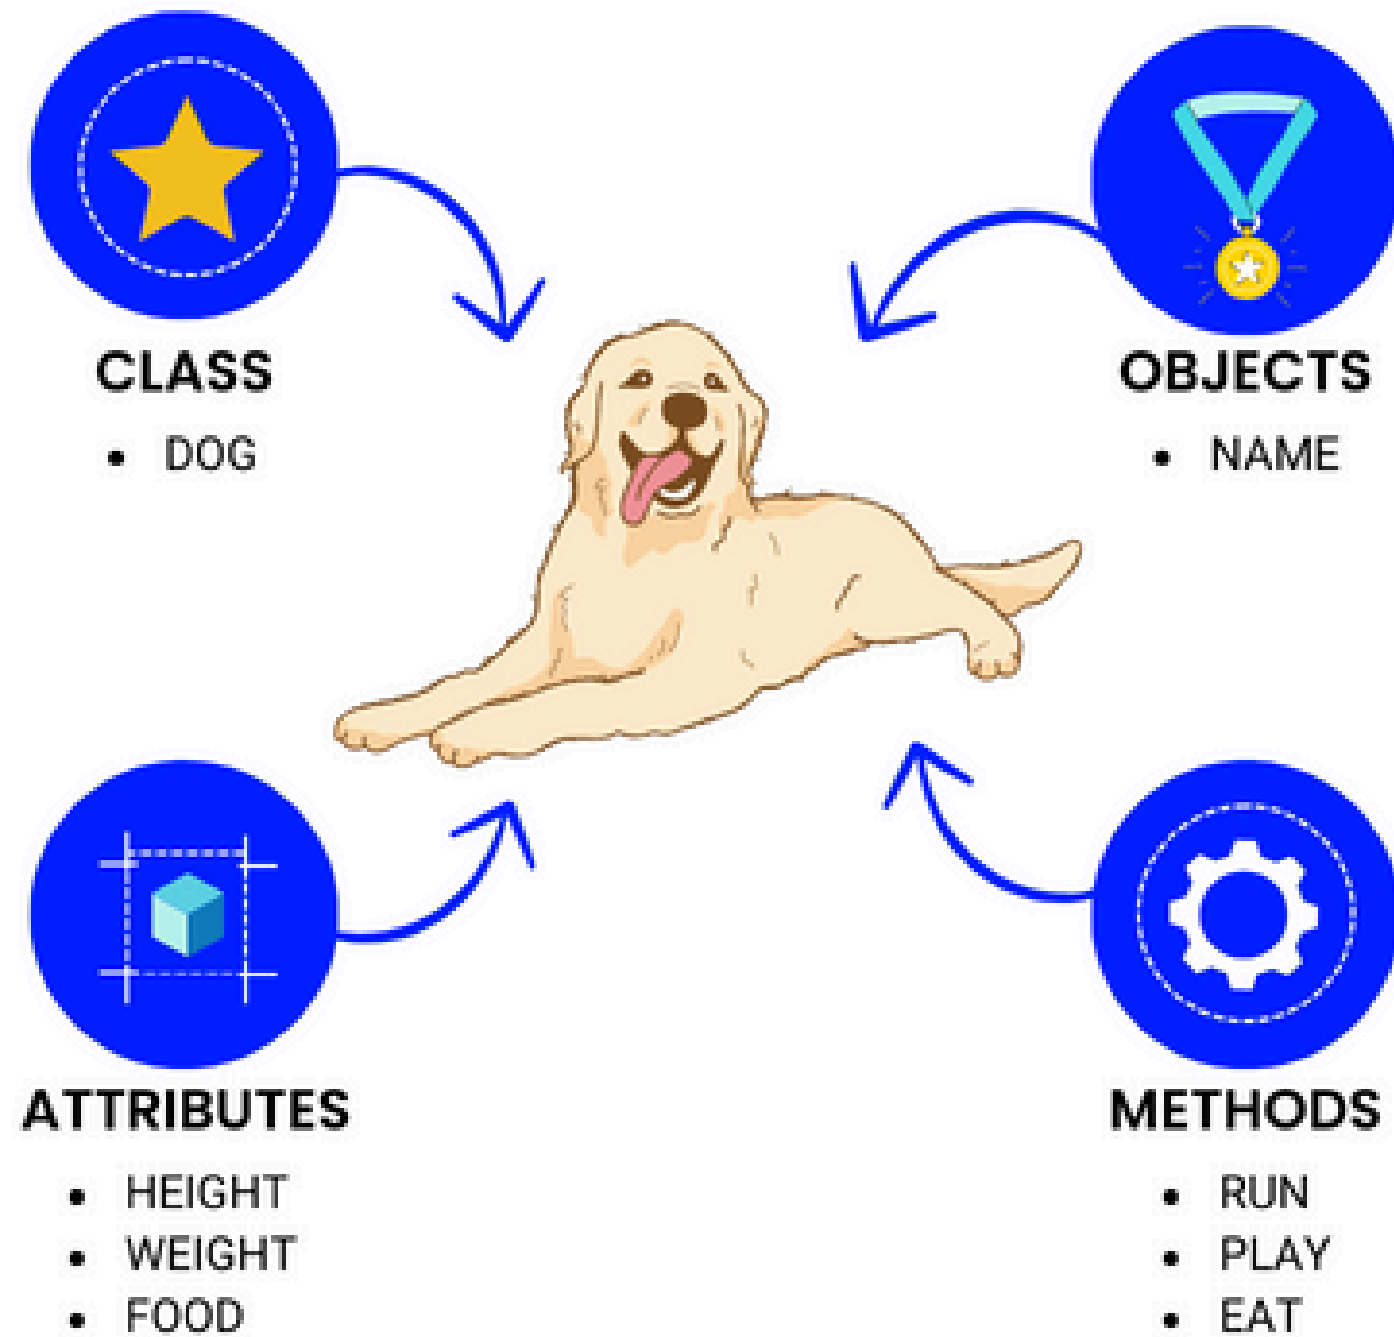 CLASS
• DOG
OBJECTS
• NAME
ATTRIBUTES
• HEIGHT
• WEIGHT
• FOOD
METHODS
• RUN
• PLAY
• EAT